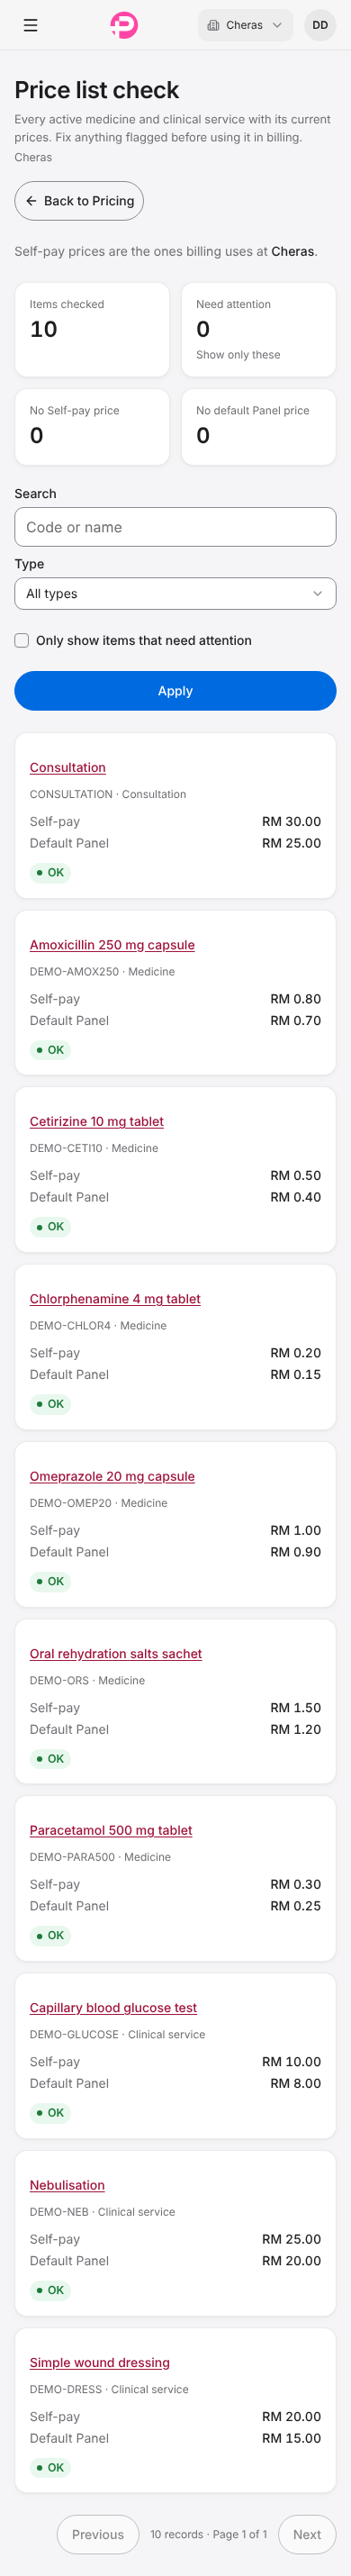 Cheras
DD
Price list check
Every active medicine and clinical service with its current
prices. Fix anything flagged before using it in billing.
Cheras
Back to Pricing
Self-pay prices are the ones billing uses at Cheras.
Items checked
10
Need attention
0
Show only these
No Self-pay price
0
No default Panel price
0
Search
Code or name
Type
All types
Only show items that need attention
Apply
Consultation
CONSULTATION · Consultation
Self-pay RM 30.00
Default Panel RM 25.00
OK
Amoxicillin 250 mg capsule
DEMO-AMOX250 · Medicine
Self-pay RM 0.80
Default Panel RM 0.70
OK
Cetirizine 10 mg tablet
DEMO-CETI10 · Medicine
Self-pay RM 0.50
Default Panel RM 0.40
OK
Chlorphenamine 4 mg tablet
DEMO-CHLOR4 · Medicine
Self-pay RM 0.20
Default Panel RM 0.15
OK
Omeprazole 20 mg capsule
DEMO-OMEP20 · Medicine
Self-pay RM 1.00
Default Panel RM 0.90
OK
Oral rehydration salts sachet
DEMO-ORS · Medicine
Self-pay RM 1.50
Default Panel RM 1.20
OK
Paracetamol 500 mg tablet
DEMO-PARA500 · Medicine
Self-pay RM 0.30
Default Panel RM 0.25
OK
Capillary blood glucose test
DEMO-GLUCOSE · Clinical service
Self-pay RM 10.00
Default Panel RM 8.00
OK
Nebulisation
DEMO-NEB · Clinical service
Self-pay RM 25.00
Default Panel RM 20.00
OK
Simple wound dressing
DEMO-DRESS · Clinical service
Self-pay RM 20.00
Default Panel RM 15.00
OK
Previous 10 records · Page 1 of 1 Next